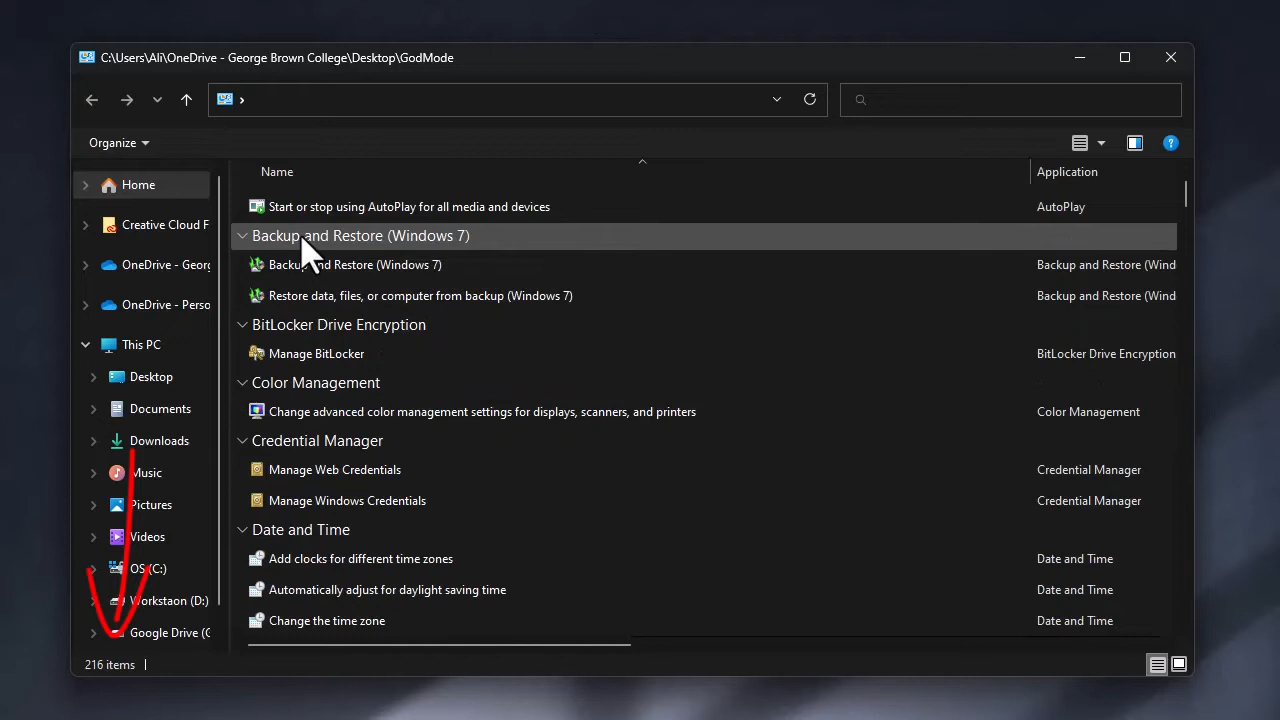 C:\Users\Ali\OneDrive - George Brown College\Desktop\GodMode
Organize
Name
Application
Home
Creative Cloud F
OneDrive - Georg
OneDrive - Perso
This PC
Desktop
Documents
Downloads
Music
Pictures
Videos
OS (C:)
Workstaon (D:)
Google Drive (G
Start or stop using AutoPlay for all media and devices
AutoPlay
Backup and Restore (Windows 7)
Backup and Restore (Windows 7)
Backup and Restore (Wind
Restore data, files, or computer from backup (Windows 7)
Backup and Restore (Wind
BitLocker Drive Encryption
Manage BitLocker
BitLocker Drive Encryption
Color Management
Change advanced color management settings for displays, scanners, and printers
Color Management
Credential Manager
Manage Web Credentials
Credential Manager
Manage Windows Credentials
Credential Manager
Date and Time
Add clocks for different time zones
Date and Time
Automatically adjust for daylight saving time
Date and Time
Change the time zone
Date and Time
216 items